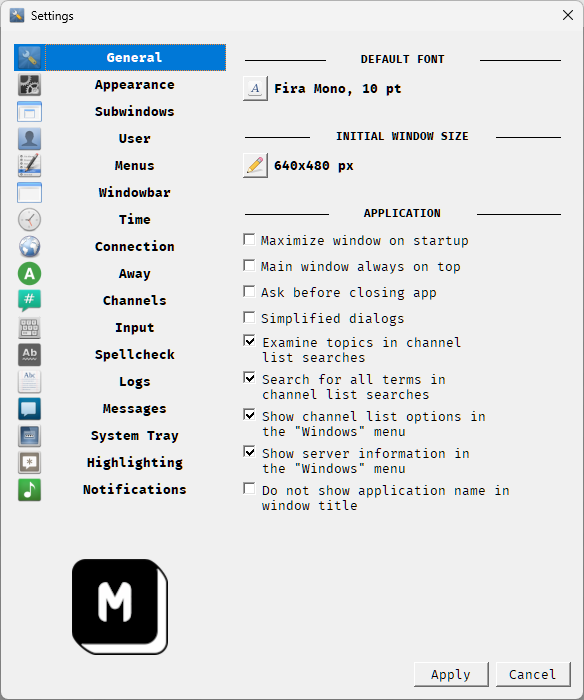 Settings
General
Appearance
Subwindows
User
Menus
Windowbar
Time
Connection
A
Away
#
Channels
Input
Ab
Spellcheck
Abc
Logs
Messages
System Tray
*
Highlighting
Notifications
M
DEFAULT FONT
A
Fira Mono, 10 pt
INITIAL WINDOW SIZE
640x480 px
APPLICATION
Maximize window on startup
Main window always on top
Ask before closing app
Simplified dialogs
Examine topics in channel
list searches
Search for all terms in
channel list searches
Show channel list options in
the "Windows" menu
Show server information in
the "Windows" menu
Do not show application name in
window title
Apply
Cancel